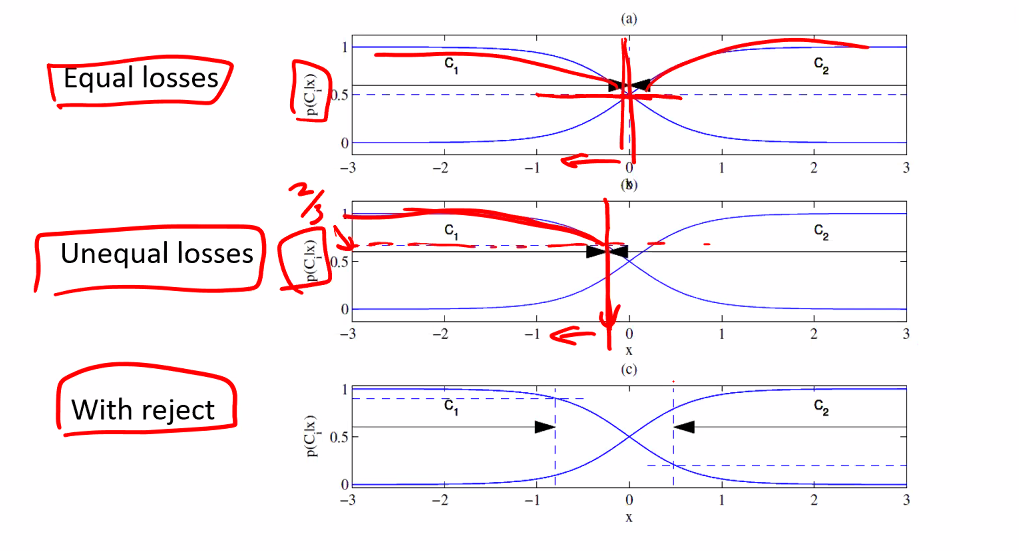 (a)
Equal losses
p(C_i|x)
1
0.5
0
C_1
C_2
−3 −2 −1 0 1 2 3
x
(b)
2/3
Unequal losses
p(C_i|x)
1
0.5
0
C_1
C_2
−3 −2 −1 0 1 2 3
x
(c)
With reject
p(C_i|x)
1
0.5
0
C_1
C_2
−3 −2 −1 0 1 2 3
x